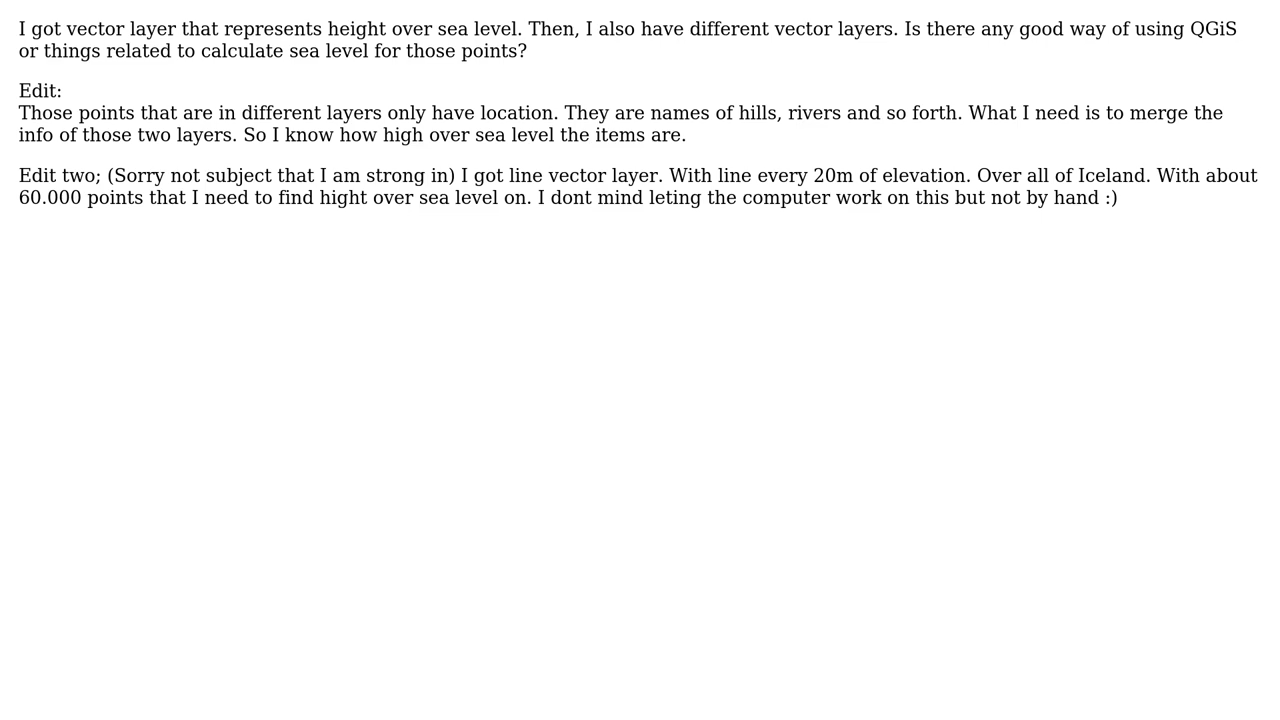 I got vector layer that represents height over sea level. Then, I also have different vector layers. Is there any good way of using QGiS
or things related to calculate sea level for those points?
Edit:
Those points that are in different layers only have location. They are names of hills, rivers and so forth. What I need is to merge the
info of those two layers. So I know how high over sea level the items are.
Edit two; (Sorry not subject that I am strong in) I got line vector layer. With line every 20m of elevation. Over all of Iceland. With about
60.000 points that I need to find hight over sea level on. I dont mind leting the computer work on this but not by hand :)